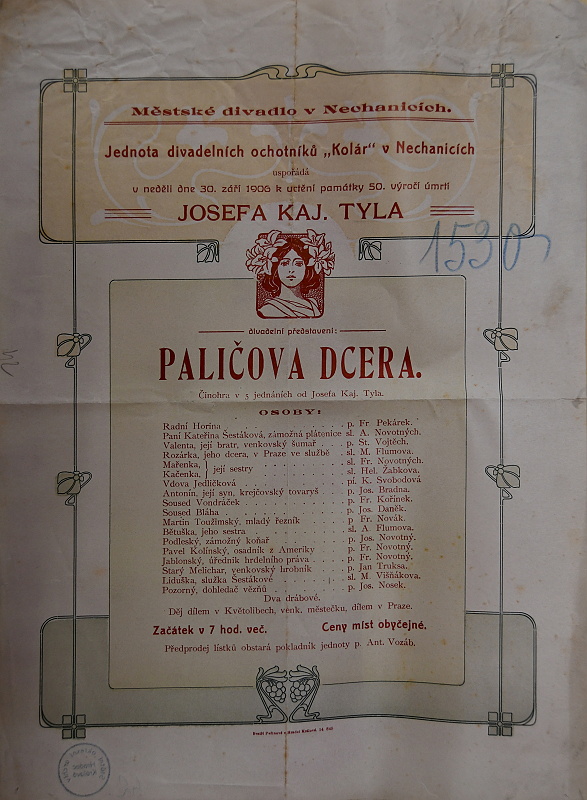 Městské divadlo v Nechanicích.
Jednota divadelních ochotníků „Kolár“ v Nechanicích
uspořádá
v neděli dne 30. září 1906 k uctění památky 50. výročí úmrtí
JOSEFA KAJ. TYLA
1530
divadelní představení:
PALIČOVA DCERA.
Činohra v 5 jednáních od Josefa Kaj. Tyla.
OSOBY:
Radní Horina . . . p. Fr Pekárek.
Paní Kateřina Šestáková, zámožná plátenice sl. A. Novotných.
Valenta, její bratr, venkovský šumař . . p. St. Vojtěch.
Rozárka, jeho dcera, v Praze ve službě . sl. M. Flumova.
Mařenka, } její sestry . . . sl. Fr. Novotných.
Kačenka, sl. Hel. Žabkova.
Vdova Jedličková . . . pí. K. Svobodová
Antonín, její syn, krejčovský tovaryš . . p. Jos. Bradna.
Soused Vondráček . . . p. Fr. Kořínek.
Soused Bláha . . . p. Jos. Daněk.
Martin Toužimský, mladý řezník . . . p Fr. Novák.
Bětuška, jeho sestra . . . sl. A. Flumova.
Podleský, zámožný koňař . . . p. Jos. Novotný.
Pavel Kolínský, osadník z Ameriky . . p. Fr. Novotný.
Jablonský, úředník hrdelního práva . . p. Fr. Novotný.
Starý Melichar, venkovský hrobník . . p. Jan Truksa.
Liduška, služka Šestákové . . . sl. M. Višňákova.
Pozorný, dohledač vězňů . . . p. Jos. Nosek.
Dva drábové.
Děj dílem v Květolibech, venk. městečku, dílem v Praze.
Začátek v 7 hod. več. Ceny míst obyčejné.
Předprodej lístků obstará pokladník jednoty p. Ant. Vozáb.